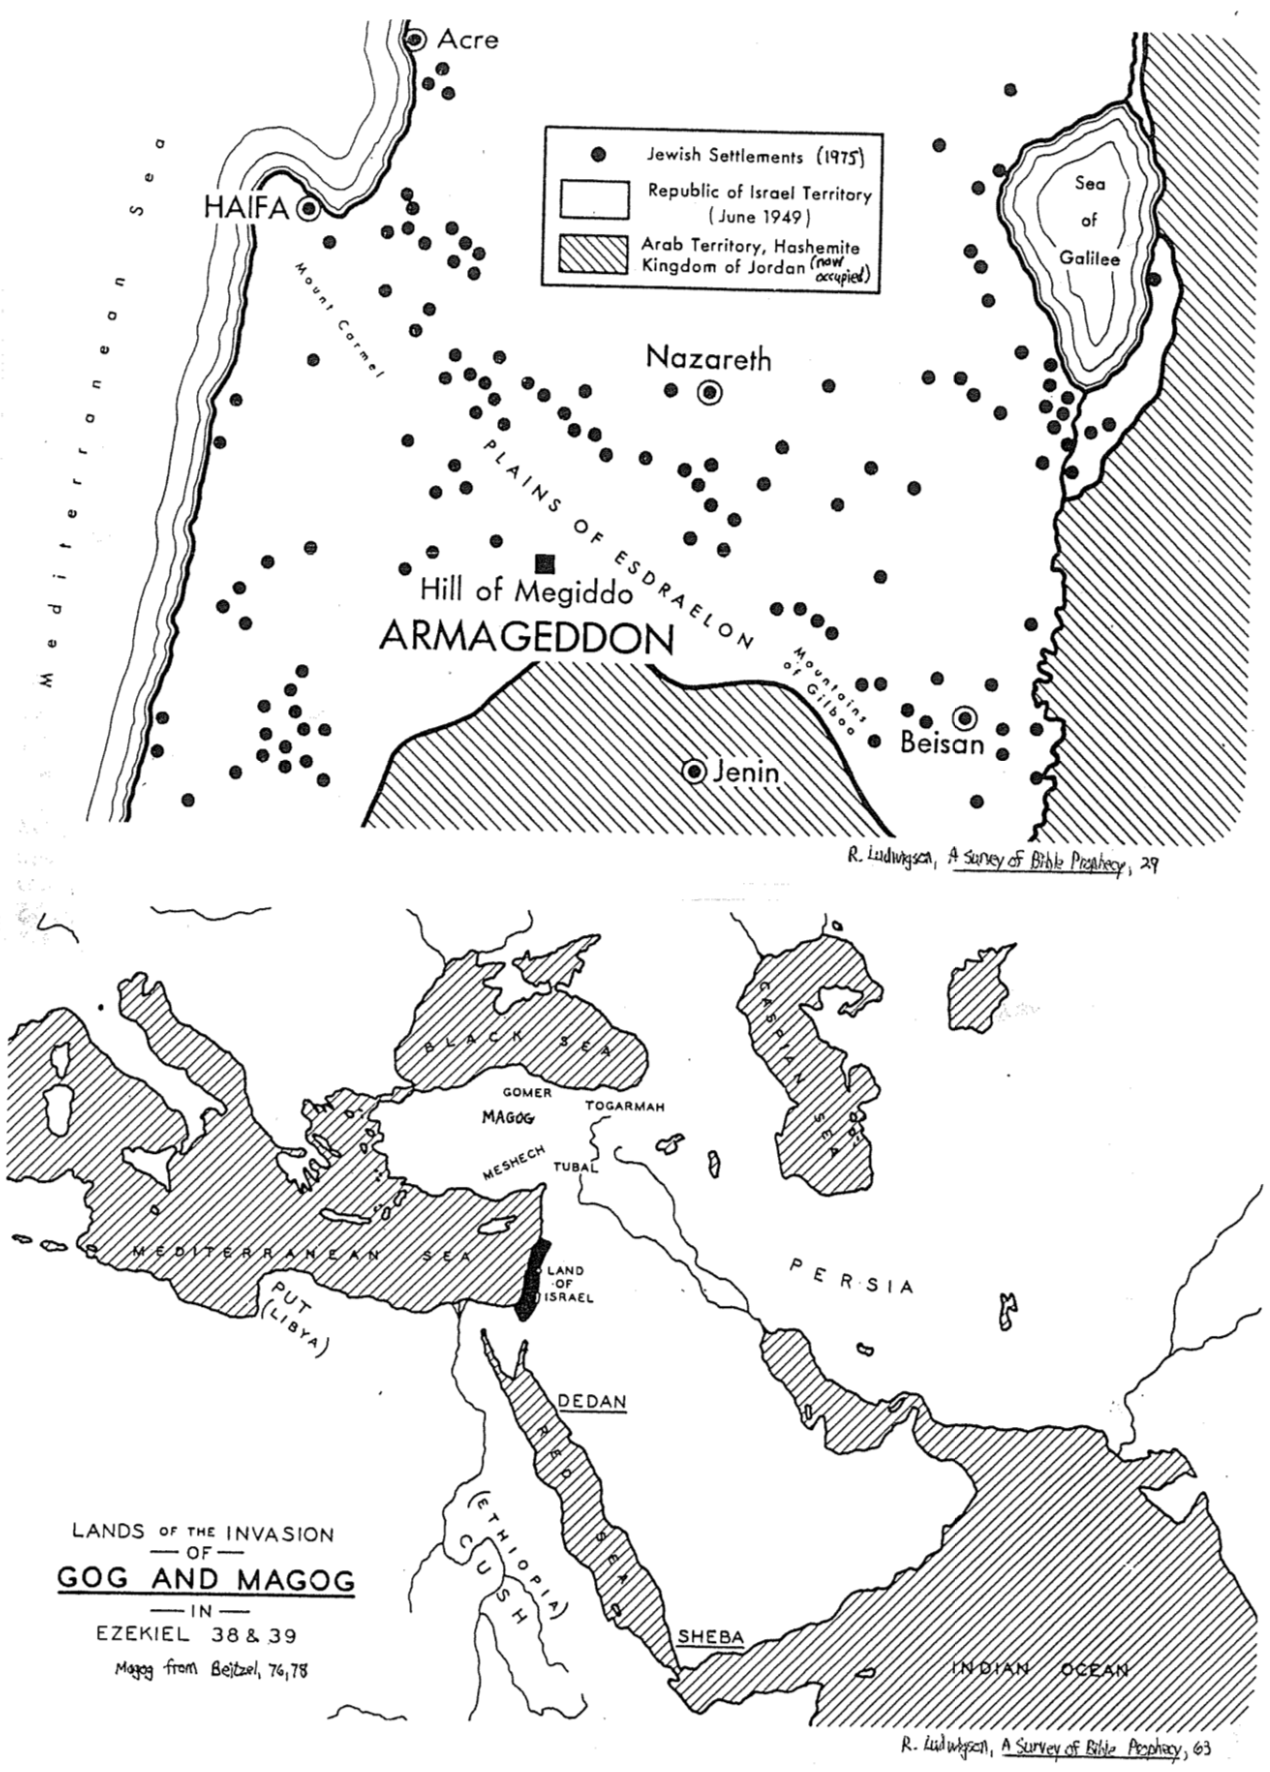 Acre
Mediterranean Sea
HAIFA
Mount Carmel
Jewish Settlements (1975)
Republic of Israel Territory
(June 1949)
Arab Territory, Hashemite
Kingdom of Jordan (now
occupied)
Sea
of
Galilee
Nazareth
PLAINS OF ESDRAELON
Hill of Megiddo
ARMAGEDDON
Mountains
of Gilboa
Beisan
Jenin
R. Ludwigson, A Survey of Bible Prophecy, 29
BLACK SEA
CASPIAN SEA
GOMER
MAGOG
TOGARMAH
MESHECH
TUBAL
MEDITERRANEAN SEA
LAND
OF
ISRAEL
PERSIA
PUT
(LIBYA)
DEDAN
RED SEA
(ETHIOPIA)
CUSH
LANDS OF THE INVASION
— OF —
GOG AND MAGOG
— IN —
EZEKIEL 38 & 39
Magog from Beitzel, 76,78
SHEBA
INDIAN OCEAN
R. Ludwigson, A Survey of Bible Prophecy, 63